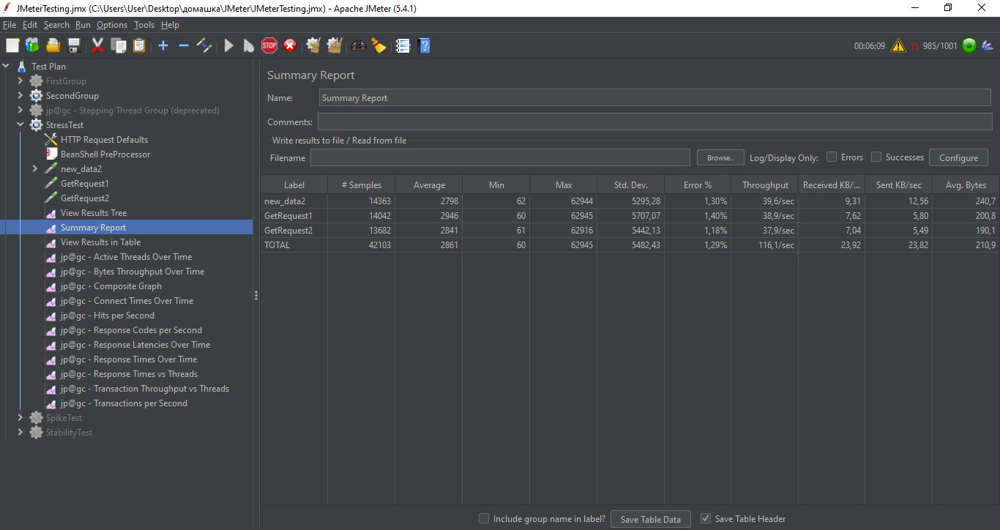 JMeterTesting.jmx (C:\Users\User\Desktop\домашка\JMeter\JMeterTesting.jmx) - Apache JMeter (5.4.1)
File Edit Search Run Options Tools Help
STOP 00:06:09 15 985/1001
Test Plan
FirstGroup
SecondGroup
jp@gc - Stepping Thread Group (deprecated)
StressTest
HTTP Request Defaults
BeanShell PreProcessor
new_data2
GetRequest1
GetRequest2
View Results Tree
Summary Report
View Results in Table
jp@gc - Active Threads Over Time
jp@gc - Bytes Throughput Over Time
jp@gc - Composite Graph
jp@gc - Connect Times Over Time
jp@gc - Hits per Second
jp@gc - Response Codes per Second
jp@gc - Response Latencies Over Time
jp@gc - Response Times Over Time
jp@gc - Response Times vs Threads
jp@gc - Transaction Throughput vs Threads
jp@gc - Transactions per Second
SpikeTest
StabilityTest
Summary Report
Name: Summary Report
Comments:
Write results to file / Read from file
Filename Browse... Log/Display Only: Errors Successes Configure
Label # Samples Average Min Max Std. Dev. Error % Throughput Received KB/... Sent KB/sec Avg. Bytes
new_data2 14363 2798 62 62944 5295,28 1,30% 39,6/sec 9,31 12,56 240,7
GetRequest1 14042 2946 60 62945 5707,07 1,40% 38,9/sec 7,62 5,80 200,8
GetRequest2 13682 2841 61 62916 5442,13 1,18% 37,9/sec 7,04 5,49 190,1
TOTAL 42103 2861 60 62945 5482,43 1,29% 116,1/sec 23,92 23,82 210,9
Include group name in label? Save Table Data Save Table Header